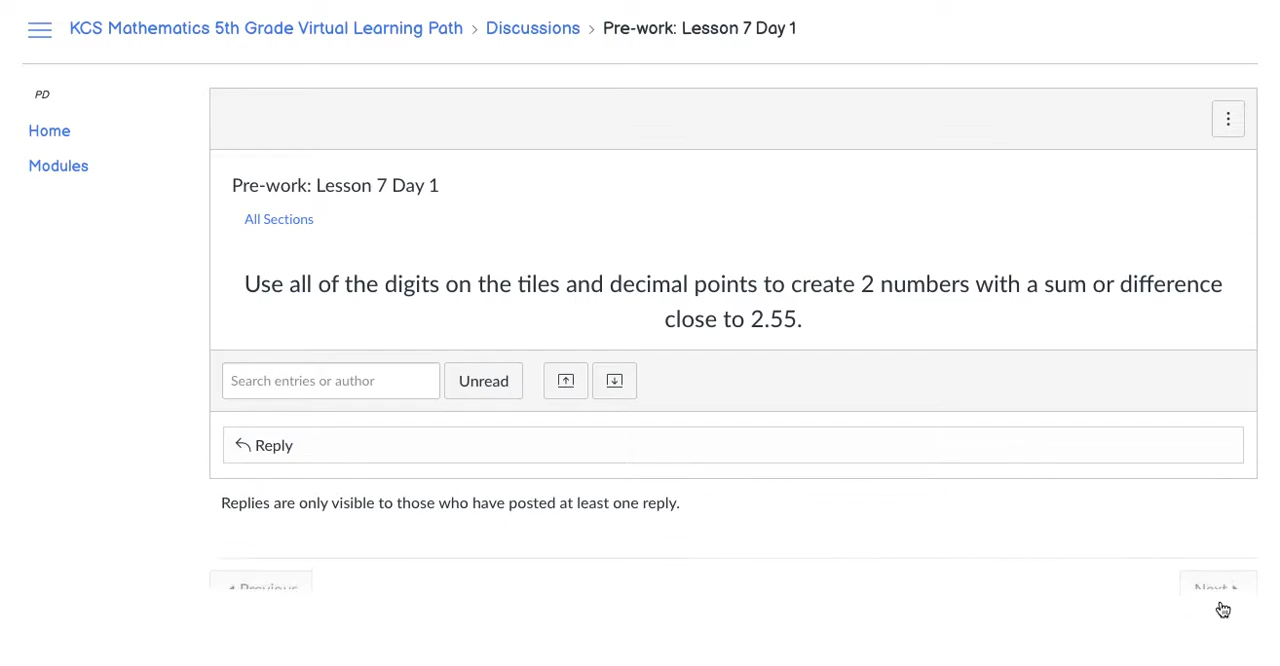 KCS Mathematics 5th Grade Virtual Learning Path › Discussions › Pre-work: Lesson 7 Day 1
PD
Home
Modules
Pre-work: Lesson 7 Day 1
All Sections
Use all of the digits on the tiles and decimal points to create 2 numbers with a sum or difference
close to 2.55.
Search entries or author
Unread
Reply
Replies are only visible to those who have posted at least one reply.
Previous
Next